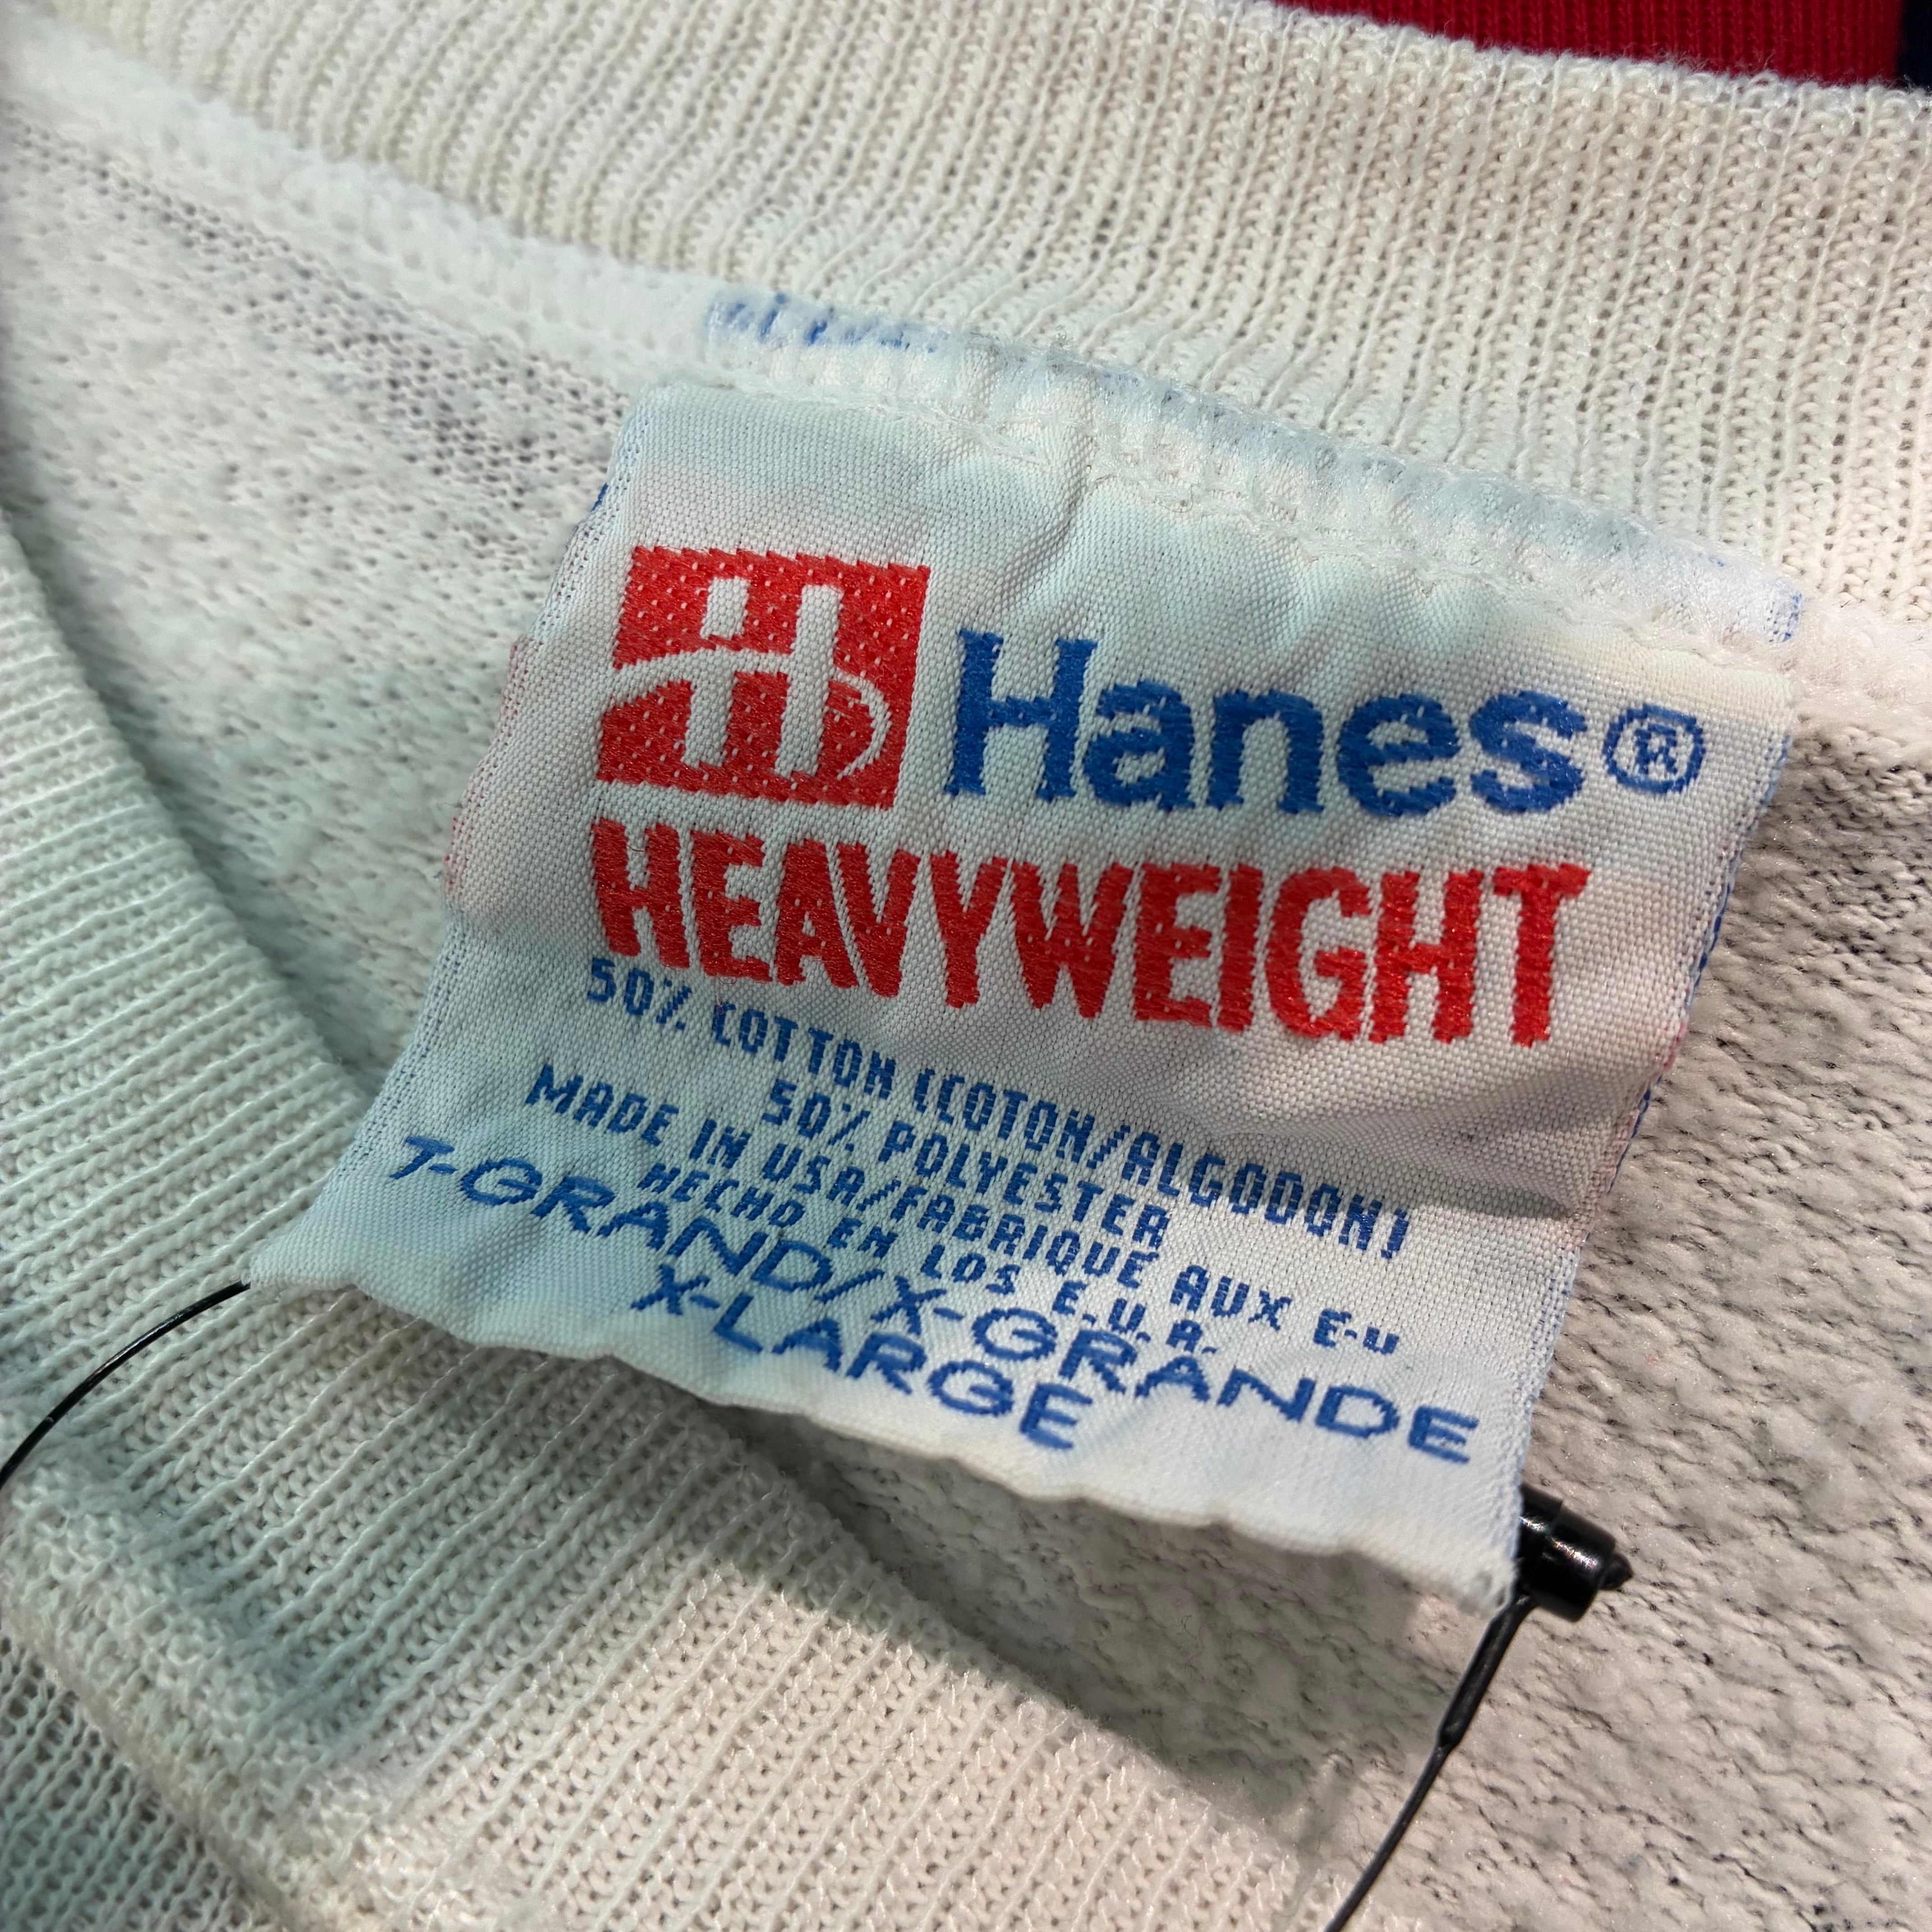 Hanes®
HEAVYWEIGHT
50% COTTON (COTON/ALGODON)
50% POLYESTER
MADE IN USA/FABRIQUE AUX E-U
HECHO EN LOS E.U.A.
T-GRAND/X-GRANDE
X-LARGE